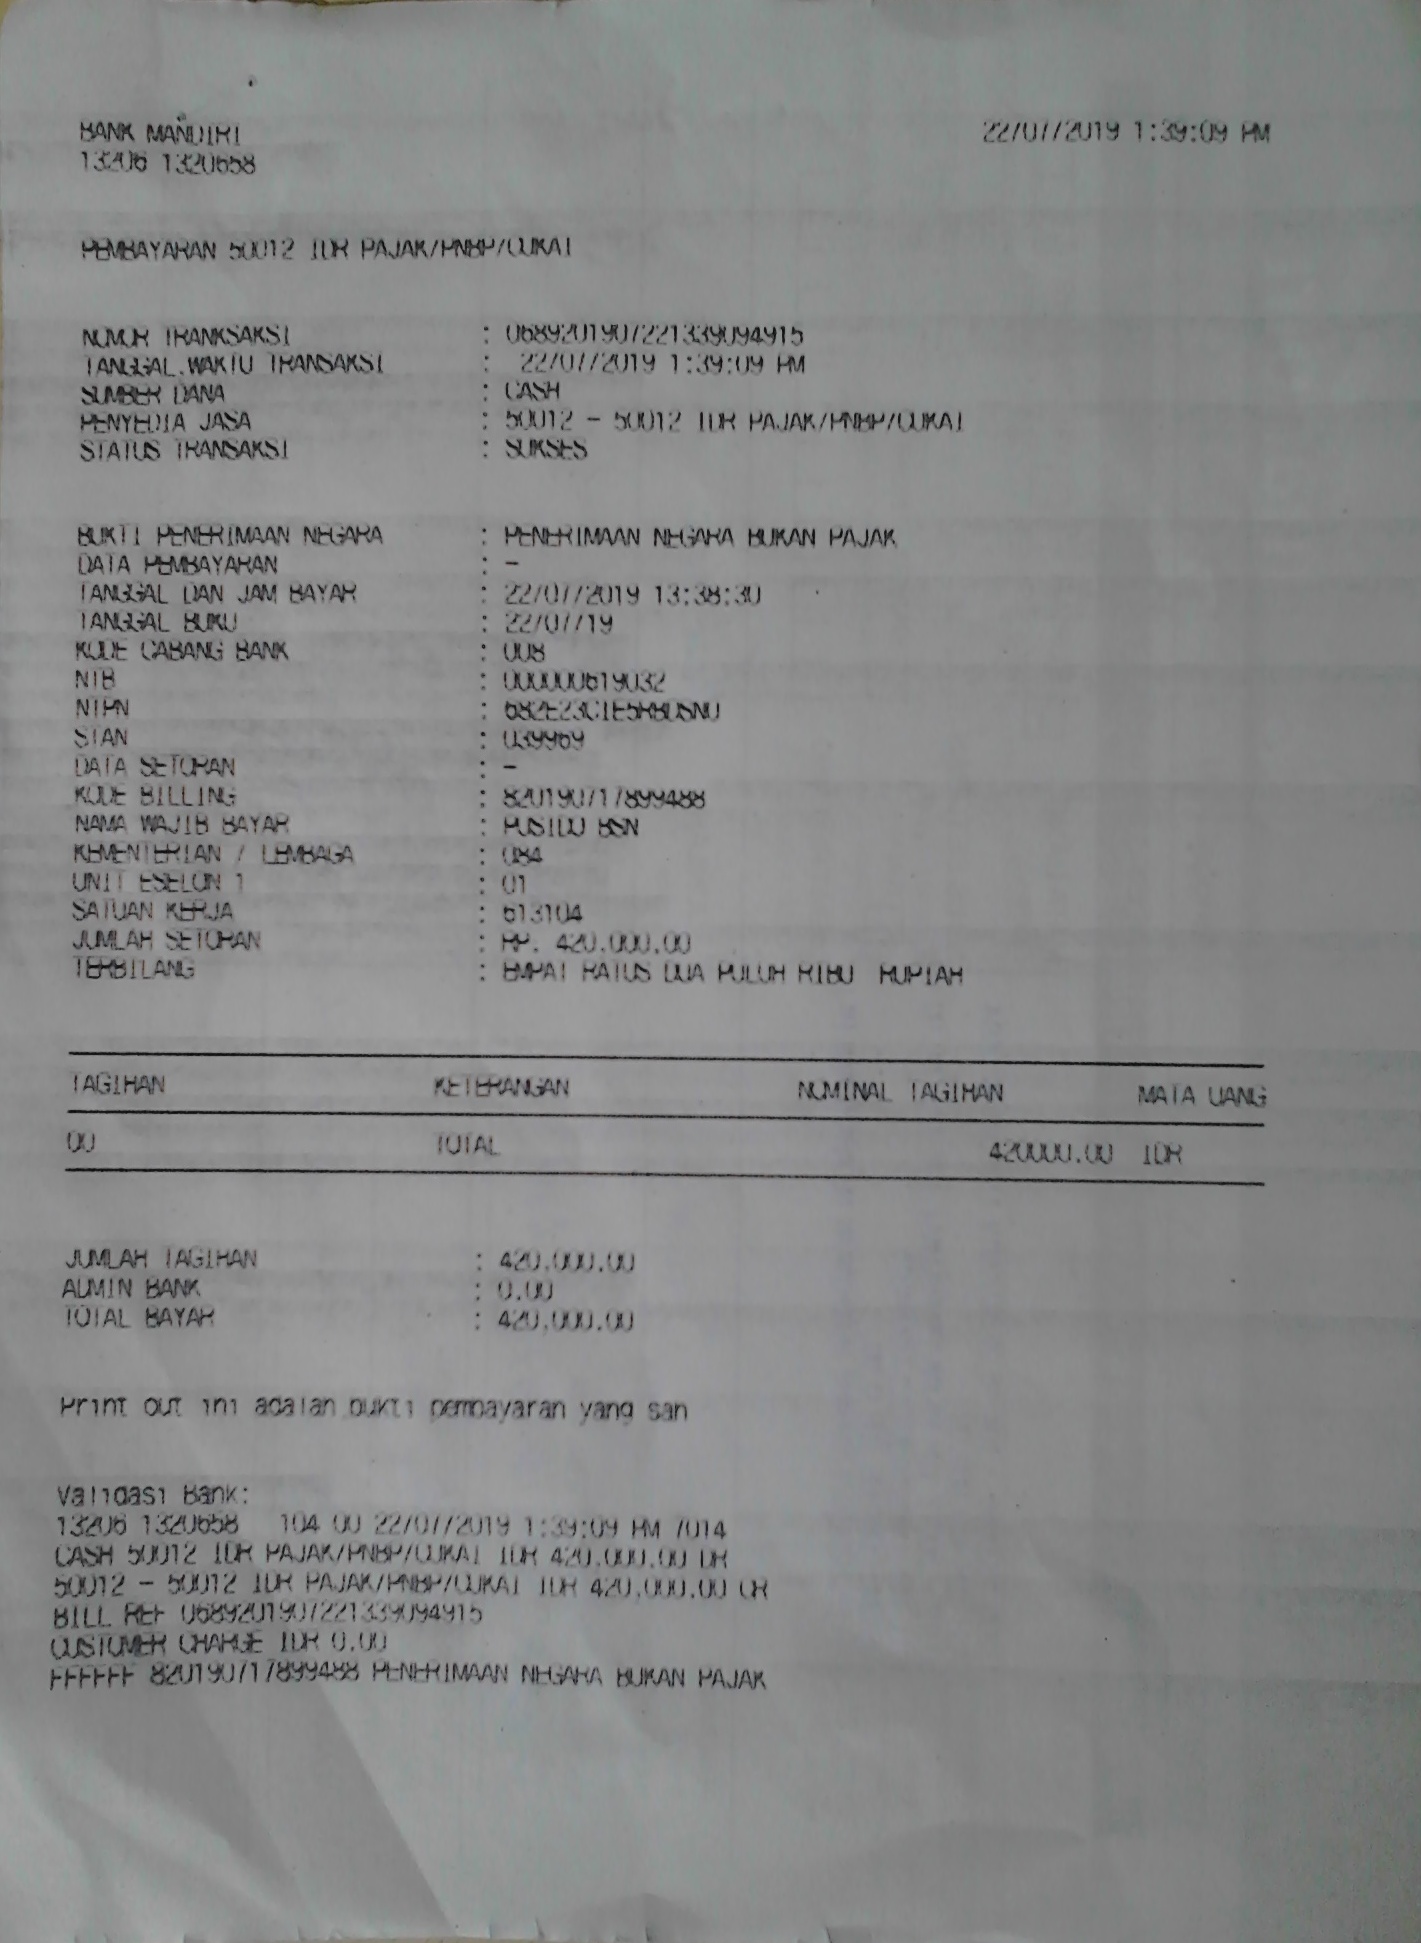 BANK MANDIRI 22/07/2019 1:39:09 PM
13206 1320658
PEMBAYARAN 50012 IDR PAJAK/PNBP/CUKAI
NOMOR TRANKSAKSI : 0689201907221339094915
TANGGAL.WAKTU TRANSAKSI : 22/07/2019 1:39:09 PM
SUMBER DANA : CASH
PENYEDIA JASA : 50012 - 50012 IDR PAJAK/PNBP/CUKAI
STATUS TRANSAKSI : SUKSES
BUKTI PENERIMAAN NEGARA : PENERIMAAN NEGARA BUKAN PAJAK
DATA PEMBAYARAN : -
TANGGAL DAN JAM BAYAR : 22/07/2019 13:38:30
TANGGAL BUKU : 22/07/19
KODE CABANG BANK : 008
NIB : 000000619032
NTPN :
STAN : 039969
DATA SETORAN : -
KODE BILLING : 820190717899488
NAMA WAJIB BAYAR : PUSIDO BSN
KEMENTERIAN / LEMBAGA : 084
UNIT ESELON 1 : 01
SATUAN KERJA : 613104
JUMLAH SETORAN : RP. 420.000.00
TERBILANG : EMPAT RATUS DUA PULUH RIBU RUPIAH
TAGIHAN KETERANGAN NOMINAL TAGIHAN MATA UANG
00 TOTAL 420000.00 IDR
JUMLAH TAGIHAN : 420.000.00
ADMIN BANK : 0.00
TOTAL BAYAR : 420.000.00
Print out ini adalah bukti pembayaran yang sah
Validasi Bank:
13206 1320658 104 00 22/07/2019 1:39:09 PM 7014
CASH 50012 IDR PAJAK/PNBP/CUKAI IDR 420.000.00 DR
50012 - 50012 IDR PAJAK/PNBP/CUKAI IDR 420.000.00 CR
BILL REF 0689201907221339094915
CUSTOMER CHARGE IDR 0.00
FFFFFF 820190717899488 PENERIMAAN NEGARA BUKAN PAJAK